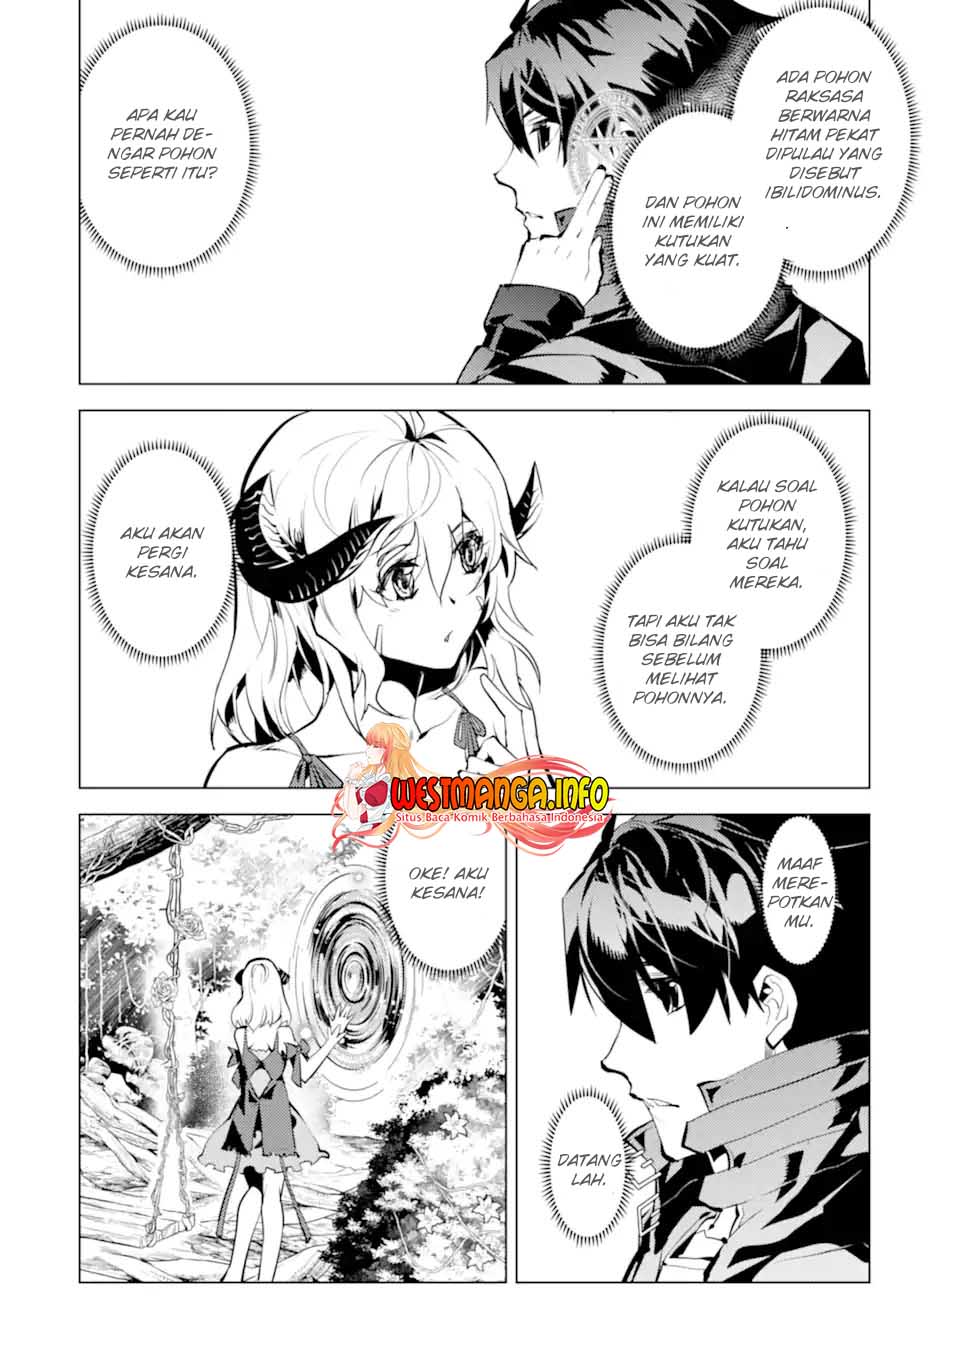 ADA POHON
RAKSASA
BERWARNA
HITAM PEKAT
DIPULAU YANG
DISEBUT
IBILIDOMINUS.
DAN POHON
INI MEMILIKI
KUTUKAN
YANG KUAT.
APA KAU
PERNAH DE-
NGAR POHON
SEPERTI ITU?
KALAU SOAL
POHON
KUTUKAN,
AKU TAHU
SOAL
MEREKA.
TAPI AKU TAK
BISA BILANG
SEBELUM
MELIHAT
POHONNYA.
AKU AKAN
PERGI
KESANA.
WESTMANGA.INFO
Situs Baca Komik Berbahasa Indonesia
MAAF
MERE-
POTKAN
MU.
DATANG
LAH.
OKE! AKU
KESANA!